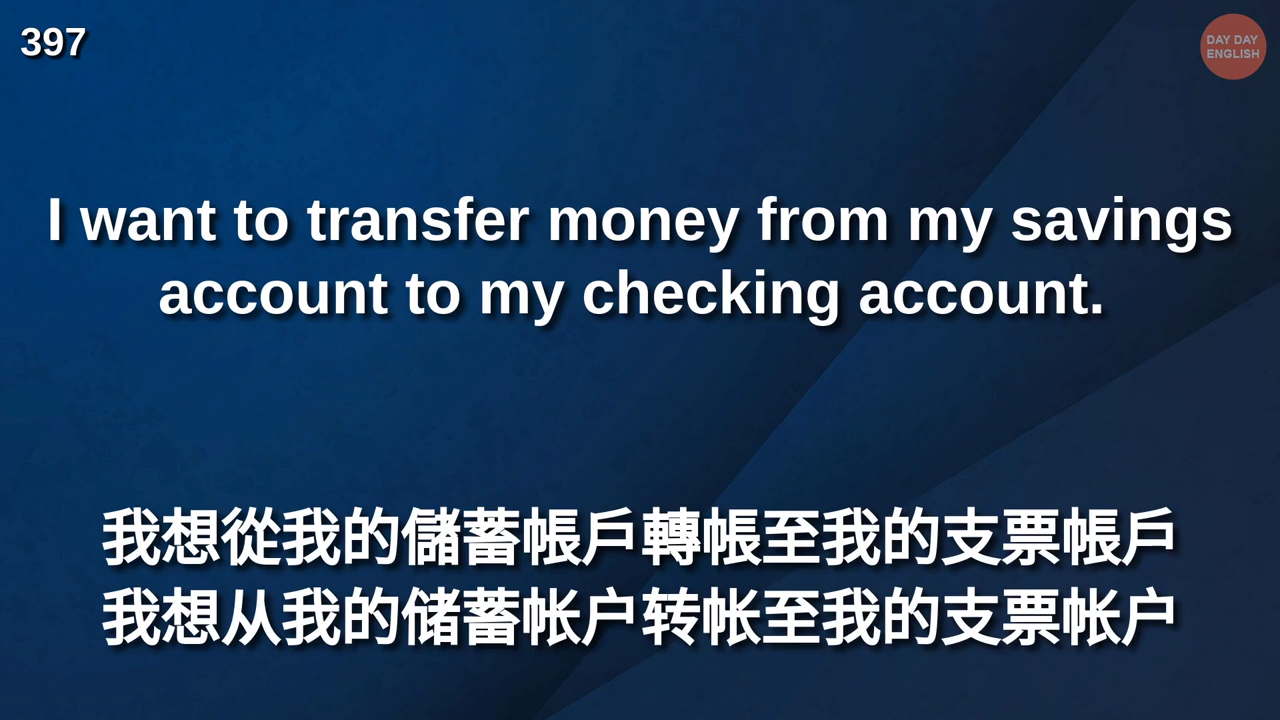 397
DAY DAY
ENGLISH
I want to transfer money from my savings
account to my checking account.
我想從我的儲蓄帳戶轉帳至我的支票帳戶
我想从我的储蓄帐户转帐至我的支票帐户